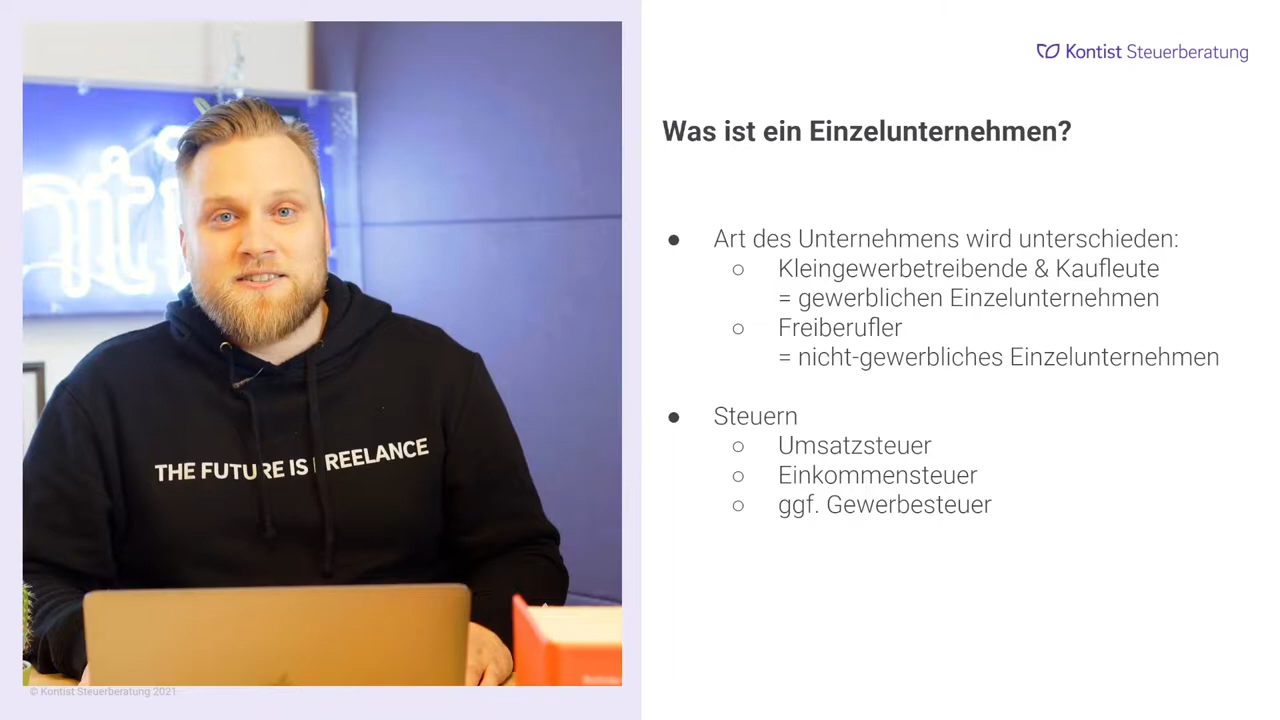 Kontist Steuerberatung
Was ist ein Einzelunternehmen?
● Art des Unternehmens wird unterschieden:
○ Kleingewerbetreibende & Kaufleute
= gewerblichen Einzelunternehmen
○ Freiberufler
= nicht-gewerbliches Einzelunternehmen
● Steuern
○ Umsatzsteuer
○ Einkommensteuer
○ ggf. Gewerbesteuer
THE FUTURE IS FREELANCE
© Kontist Steuerberatung 2021